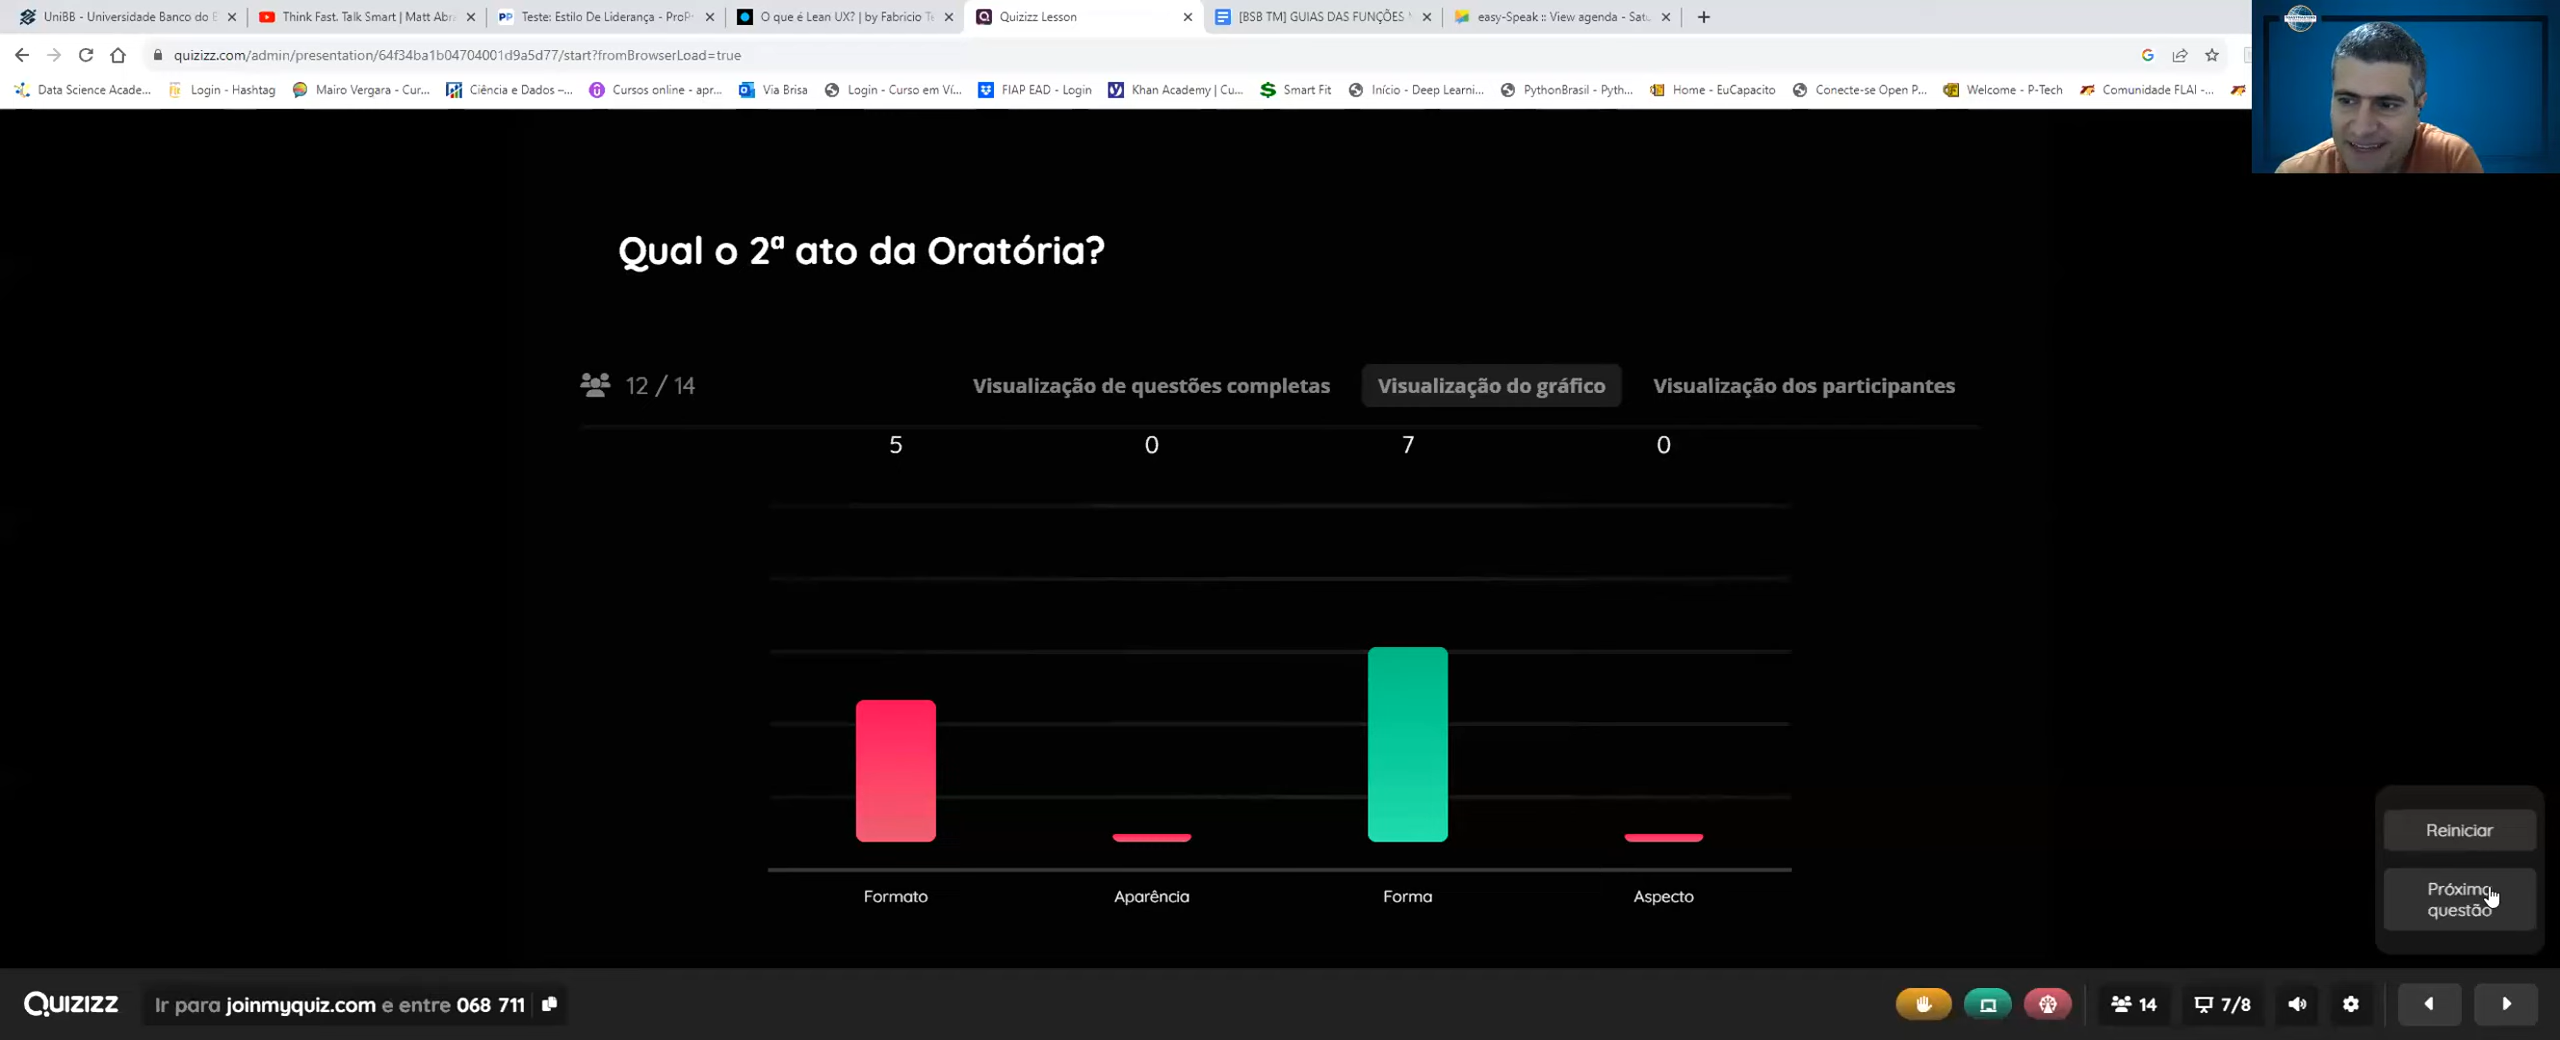 UniBB - Universidade Banco do B
Think Fast. Talk Smart | Matt Abra
Teste: Estilo De Liderança - ProP
O que é Lean UX? | by Fabricio Te
Quizizz Lesson
[BSB TM] GUIAS DAS FUNÇÕES
easy-Speak :: View agenda - Satu
quizizz.com/admin/presentation/64f34ba1b04704001d9a5d77/start?fromBrowserLoad=true
Data Science Acade...
Login - Hashtag
Mairo Vergara - Cur...
Ciência e Dados –...
Cursos online - apr...
Via Brisa
Login - Curso em Ví...
FIAP EAD - Login
Khan Academy | Cu...
Smart Fit
Início - Deep Learni...
PythonBrasil - Pyth...
Home - EuCapacito
Conecte-se Open P...
Welcome - P-Tech
Comunidade FLAI -...
Qual o 2ª ato da Oratória?
12 / 14
Visualização de questões completas
Visualização do gráfico
Visualização dos participantes
5
0
7
0
Formato
Aparência
Forma
Aspecto
Reiniciar
Próxima
questão
QUIZIZZ
Ir para joinmyquiz.com e entre 068 711
14
7/8